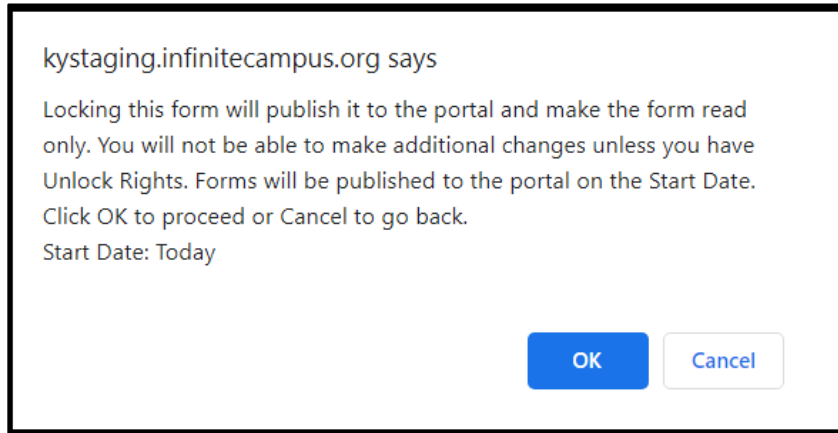 kystaging.infinitecampus.org says
Locking this form will publish it to the portal and make the form read
only. You will not be able to make additional changes unless you have
Unlock Rights. Forms will be published to the portal on the Start Date.
Click OK to proceed or Cancel to go back.
Start Date: Today
OK
Cancel